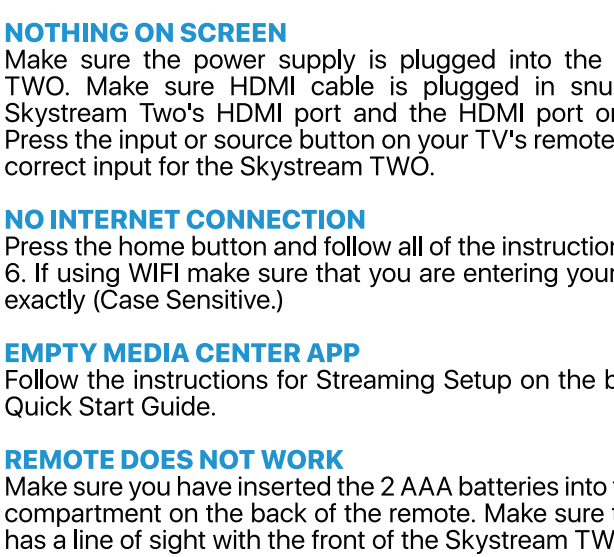 NOTHING ON SCREEN
Make sure the power supply is plugged into the
TWO. Make sure HDMI cable is plugged in
Skystream Two's HDMI port and the HDMI port
Press the input or source button on your TV's remote
correct input for the Skystream TWO.
NO INTERNET CONNECTION
Press the home button and follow all of the
6. If using WIFI make sure that you are entering your
exactly (Case Sensitive.)
EMPTY MEDIA CENTER APP
Follow the instructions for Streaming Setup on the
Quick Start Guide.
REMOTE DOES NOT WORK
Make sure you have inserted the 2 AAA batteries into
compartment on the back of the remote. Make sure
has a line of sight with the front of the Skystream